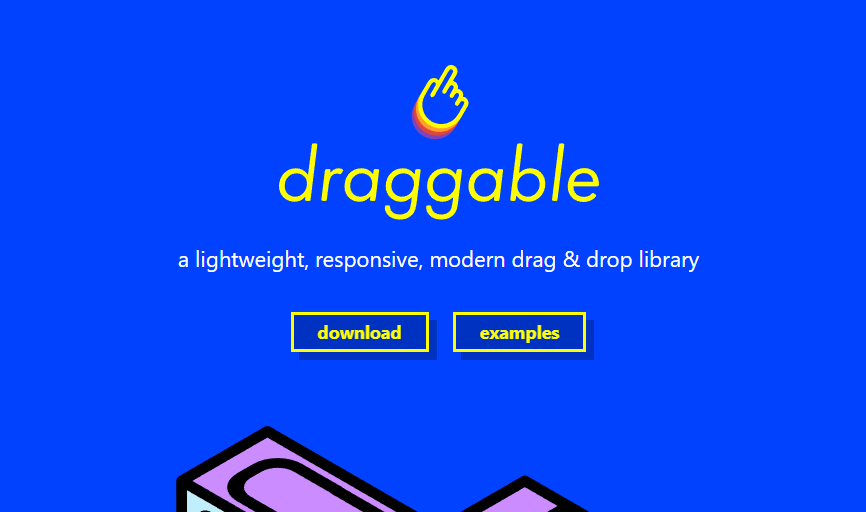 draggable
a lightweight, responsive, modern drag & drop library
download
examples